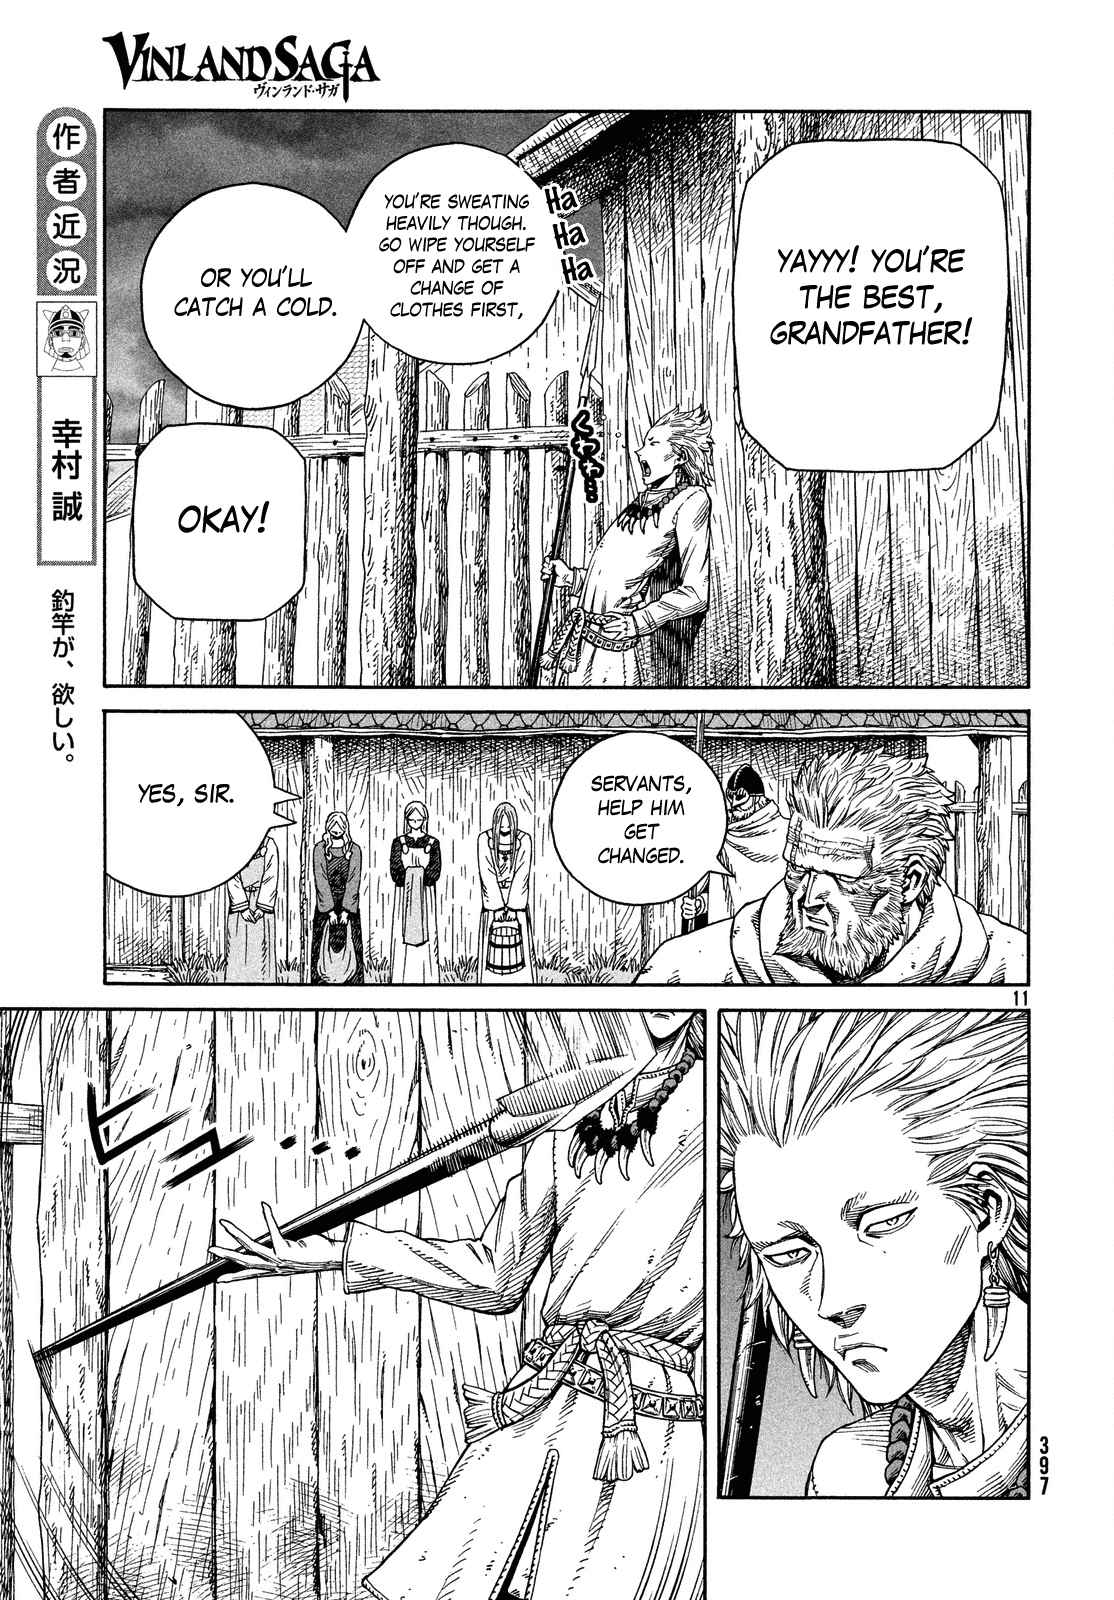 VINLAND SAGA
ヴィンランド・サガ
作者近況
幸村誠
釣竿が、欲しい。
YAYYY! YOU'RE
THE BEST,
GRANDFATHER!
Ha
Ha
Ha
YOU'RE SWEATING
HEAVILY THOUGH.
GO WIPE YOURSELF
OFF AND GET A
CHANGE OF
CLOTHES FIRST,
OR YOU'LL
CATCH A COLD.
OKAY!
SERVANTS,
HELP HIM
GET
CHANGED.
YES, SIR.
11
ヒュ
397